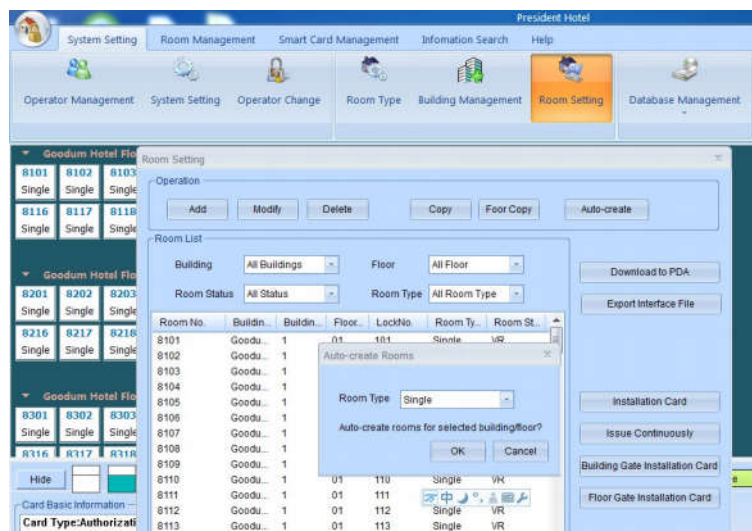 President Hotel
System Setting Room Management Smart Card Management Infomation Search Help
Operator Management System Setting Operator Change Room Type Building Management Room Setting Database Management
Goodum Hotel Flo
8101 8102 8103
Single Single Single
8116 8117 8118
Single Single Single
Goodum Hotel Flo
8201 8202 8203
Single Single Single
8216 8217 8218
Single Single Single
Goodum Hotel Flo
8301 8302 8303
Single Single Single
8316 8317 8318
Hide
Card Basic Information
Card Type:Authorizati
Room Setting
Operation
Add Modify Delete Copy Foor Copy Auto-create
Room List
Building All Buildings Floor All Floor
Room Status All Status Room Type All Room Type
Room No. Buildin... Buildin... Floor... LockNo. Room Ty... Room St...
8101 Goodu... 1 01 101 Single VR
8102 Goodu... 1
8103 Goodu... 1
8104 Goodu... 1
8105 Goodu... 1
8106 Goodu... 1
8107 Goodu... 1
8108 Goodu... 1
8109 Goodu... 1
8110 Goodu... 1 01 110 Single VR
8111 Goodu... 1 01 111
8112 Goodu... 1 01 112 Single VR
8113 Goodu... 1 01 113 Single VR
Auto-create Rooms
Room Type Single
Auto-create rooms for selected building/floor?
OK Cancel
中
Download to PDA
Export Interface File
Installation Card
Issue Continuously
Building Gate Installation Card
Floor Gate Installation Card